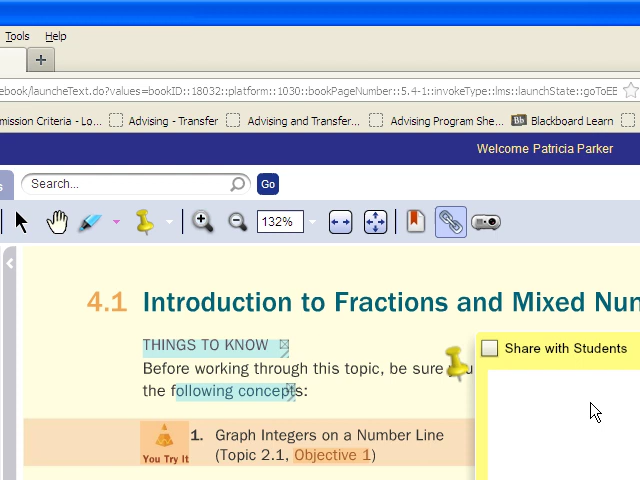 Tools Help
+
ebook/launcheText.do?values=bookID::18032::platform::1030::bookPageNumber::5.4-1::invokeType::lms::launchState::goToEE
mission Criteria - Lo... Advising - Transfer Advising and Transfer... Advising Program She... Bb Blackboard Learn
Welcome Patricia Parker
s Search... Go
132%
4.1 Introduction to Fractions and Mixed Nun
THINGS TO KNOW
Before working through this topic, be sure you
Share with Students
the following concepts:
1. Graph Integers on a Number Line
You Try It (Topic 2.1, Objective 1)